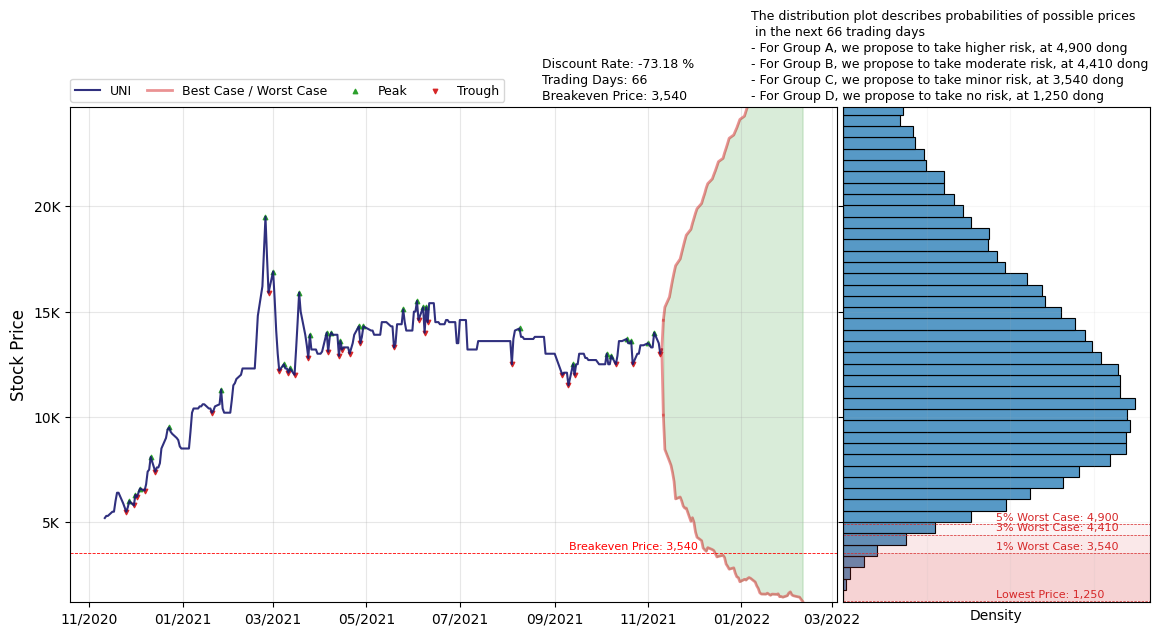 The distribution plot describes probabilities of possible prices
in the next 66 trading days
- For Group A, we propose to take higher risk, at 4,900 dong
- For Group B, we propose to take moderate risk, at 4,410 dong
- For Group C, we propose to take minor risk, at 3,540 dong
- For Group D, we propose to take no risk, at 1,250 dong
Discount Rate: -73.18 %
Trading Days: 66
Breakeven Price: 3,540
UNI
Best Case / Worst Case
Peak
Trough
Stock Price
20K
15K
10K
5K
Breakeven Price: 3,540
5% Worst Case: 4,900
3% Worst Case: 4,410
1% Worst Case: 3,540
Lowest Price: 1,250
11/2020
01/2021
03/2021
05/2021
07/2021
09/2021
11/2021
01/2022
03/2022
Density